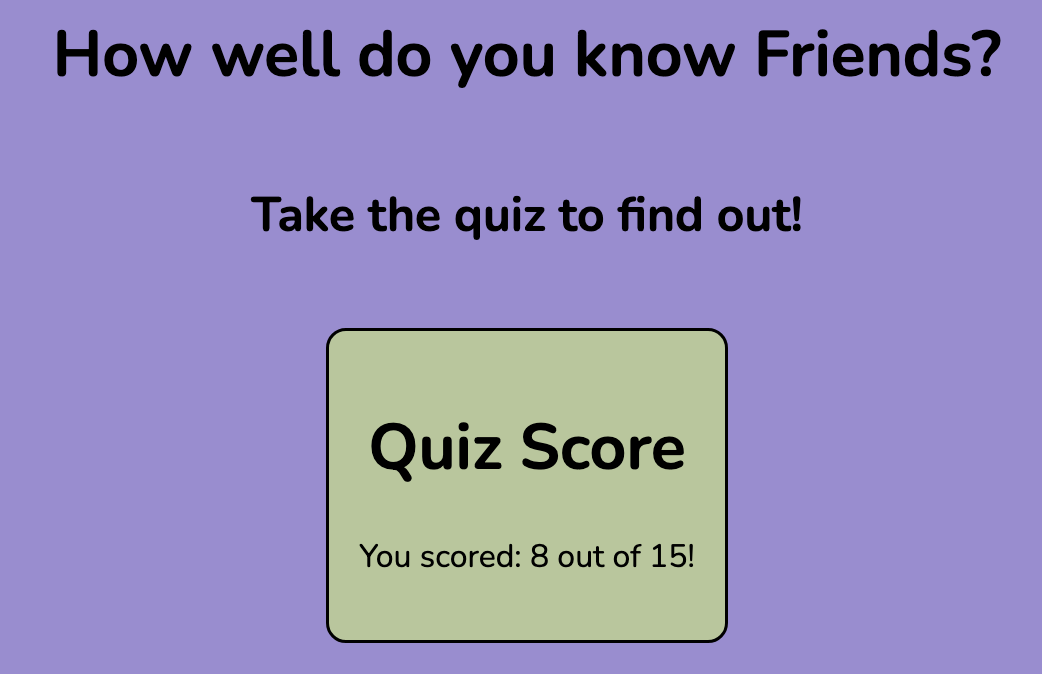 How well do you know Friends?
Take the quiz to find out!
Quiz Score
You scored: 8 out of 15!